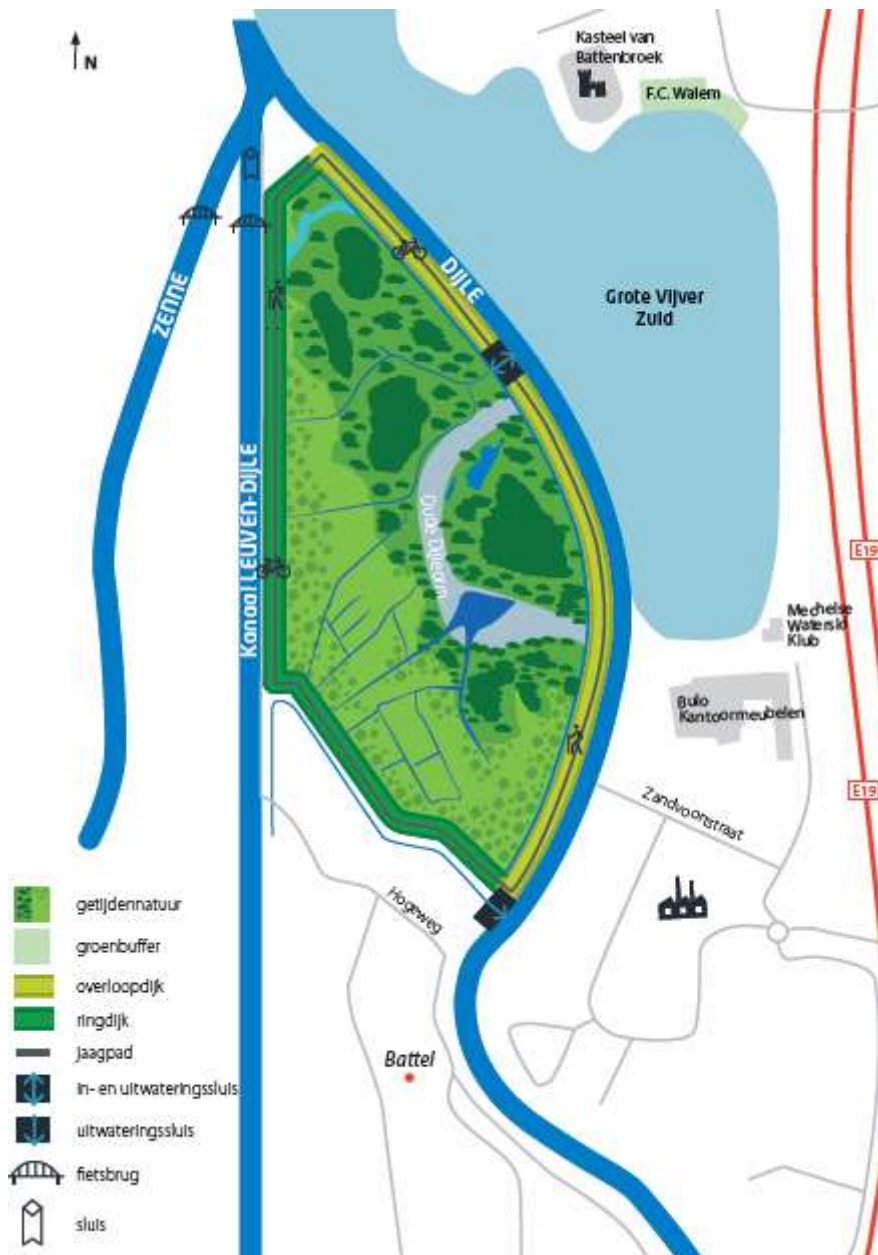 N
Kasteel van
Battenbroek
F.C. Walem
ZENNE
DIJLE
Grote Vijver
Zuid
Kanaal LEUVEN-DIJLE
Oude Dijlearm
E19
Mechelse
Waterski
Klub
Bulo
Kantoormeubelen
E19
Zandvoortstraat
Hogeweg
Battel
getijdennatuur
groenbuffer
overloopdijk
ringdijk
jaagpad
in- en uitwateringssluis
uitwateringssluis
fietsbrug
sluis